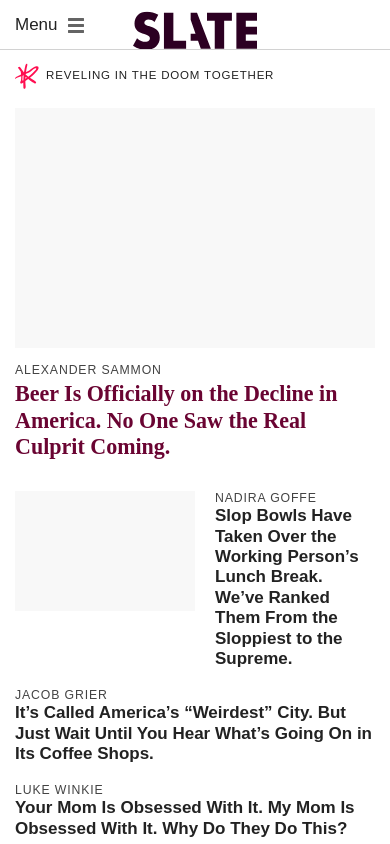 Menu
SLATE
REVELING IN THE DOOM TOGETHER
ALEXANDER SAMMON
Beer Is Officially on the Decline in
America. No One Saw the Real
Culprit Coming.
NADIRA GOFFE
Slop Bowls Have
Taken Over the
Working Person’s
Lunch Break.
We’ve Ranked
Them From the
Sloppiest to the
Supreme.
JACOB GRIER
It’s Called America’s “Weirdest” City. But
Just Wait Until You Hear What’s Going On in
Its Coffee Shops.
LUKE WINKIE
Your Mom Is Obsessed With It. My Mom Is
Obsessed With It. Why Do They Do This?